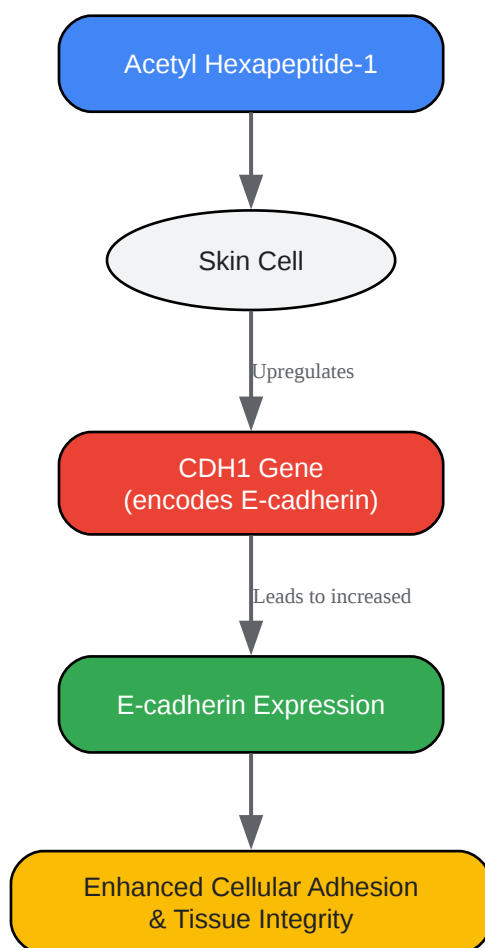 Acetyl Hexapeptide-1
Skin Cell
Upregulates
CDH1 Gene
(encodes E-cadherin)
Leads to increased
E-cadherin Expression
Enhanced Cellular Adhesion
& Tissue Integrity